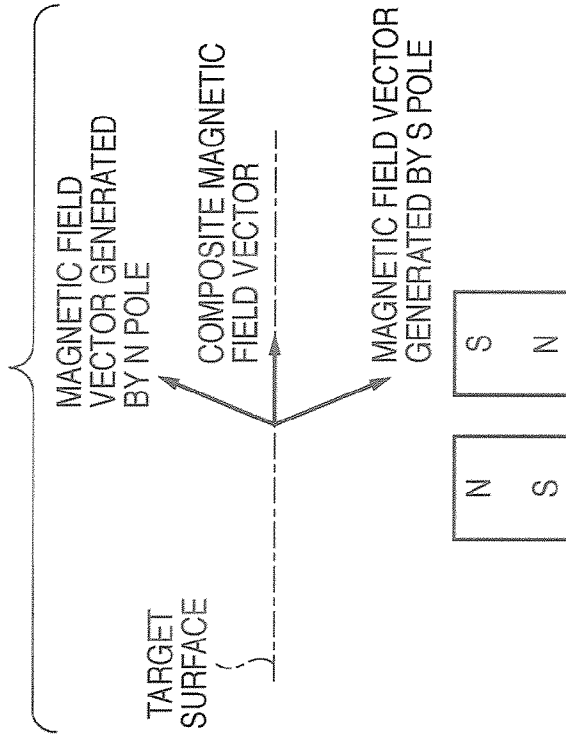 TARGET
SURFACE
MAGNETIC FIELD
VECTOR GENERATED
BY N POLE
COMPOSITE MAGNETIC
FIELD VECTOR
MAGNETIC FIELD VECTOR
GENERATED BY S POLE
N
S
S
N